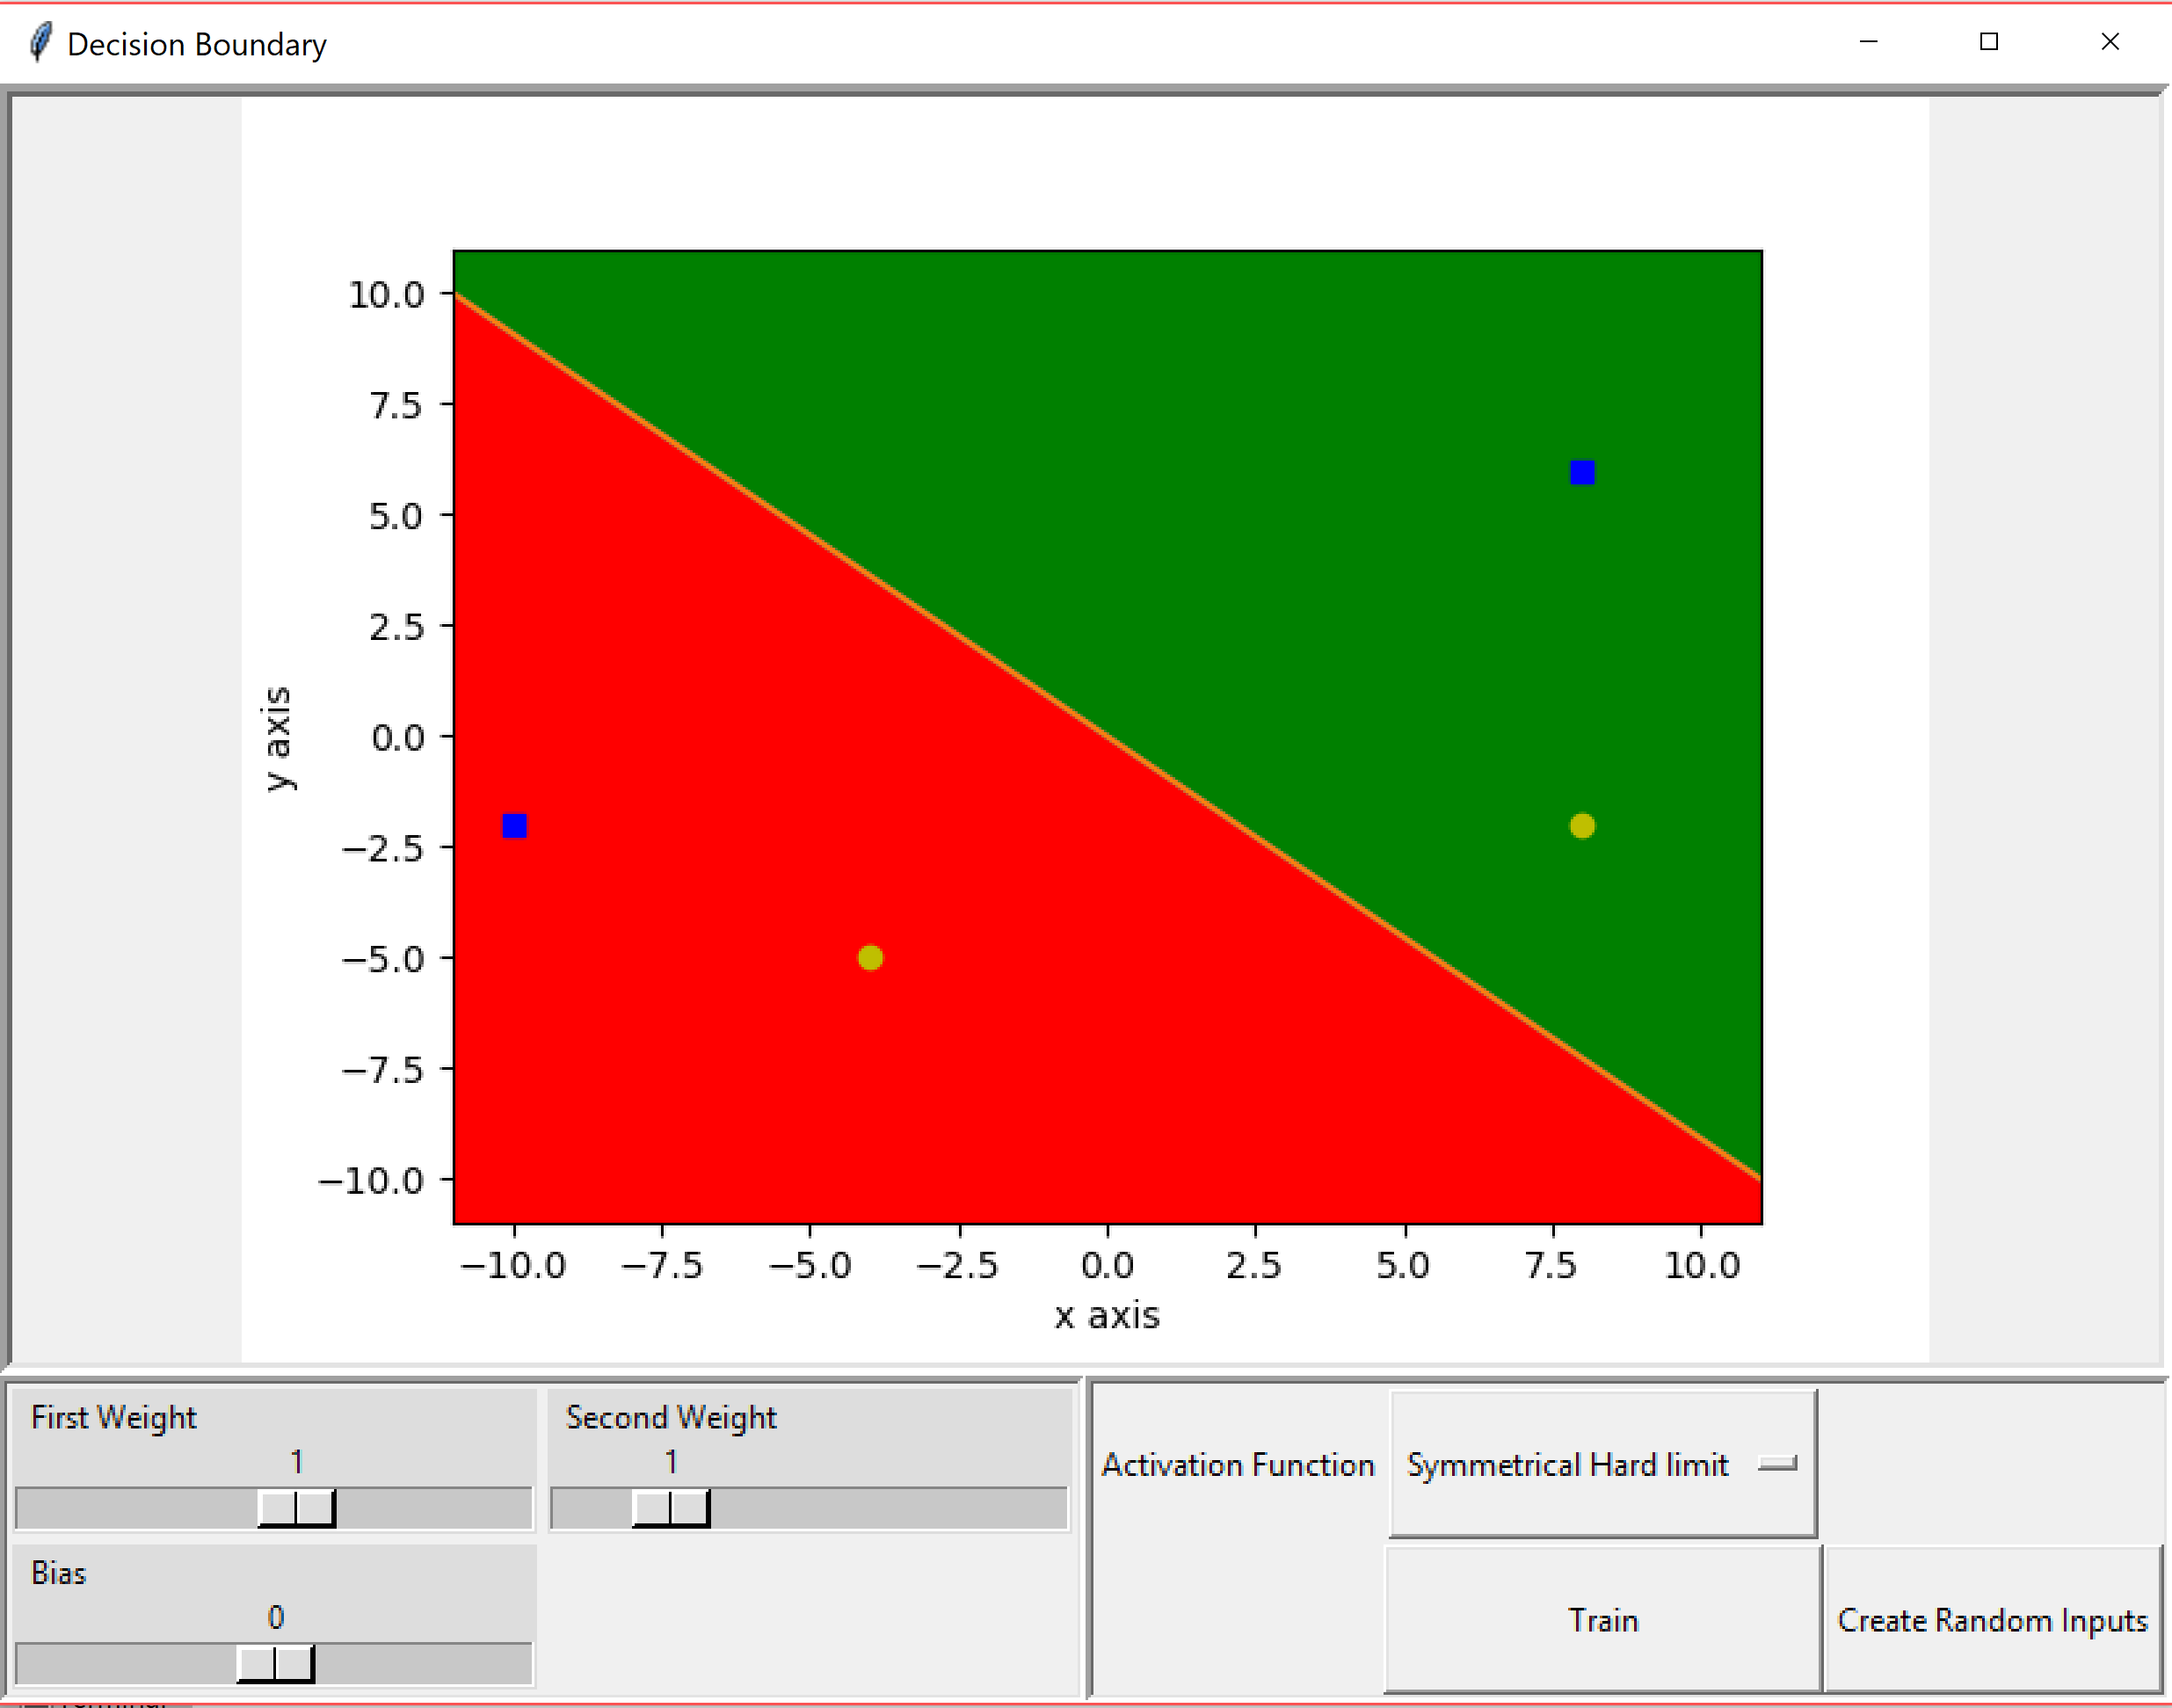 Decision Boundary
10.0
7.5
5.0
2.5
0.0
−2.5
−5.0
−7.5
−10.0
y axis
−10.0 −7.5 −5.0 −2.5 0.0 2.5 5.0 7.5 10.0
x axis
First Weight
1
Second Weight
1
Bias
0
Activation Function
Symmetrical Hard limit
Train
Create Random Inputs